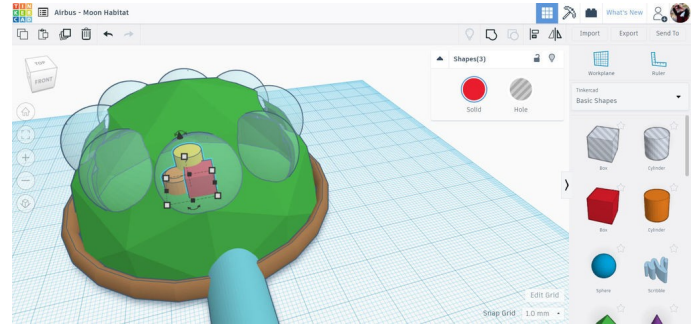 TIN
KER
CAD
Airbus - Moon Habitat
What's New
Import
Export
Send To
TOP
FRONT
Shapes(3)
Solid
Hole
Workplane
Ruler
Tinkercad
Basic Shapes
Box
Cylinder
Box
Cylinder
Sphere
Scribble
Edit Grid
Snap Grid
1.0 mm